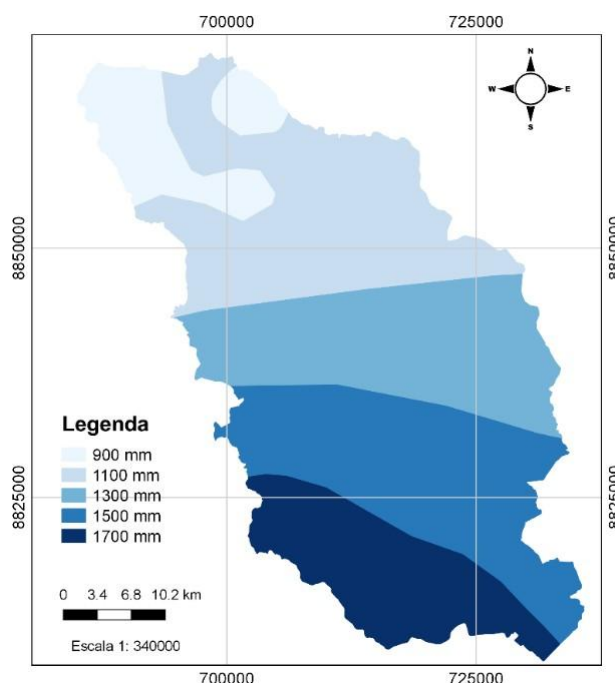 700000 725000
N
W E
S
8850000 8850000
Legenda
900 mm
1100 mm
1300 mm
1500 mm
1700 mm
8825000 8825000
0 3.4 6.8 10.2 km
Escala 1: 340000
700000 725000